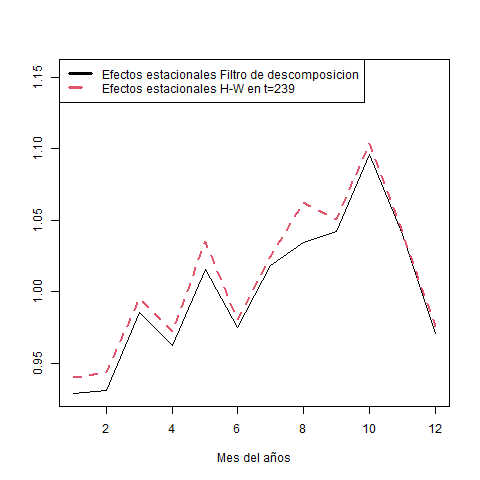 Efectos estacionales Filtro de descomposicion
Efectos estacionales H-W en t=239
1.15
1.10
1.05
1.00
0.95
2 4 6 8 10 12
Mes del años